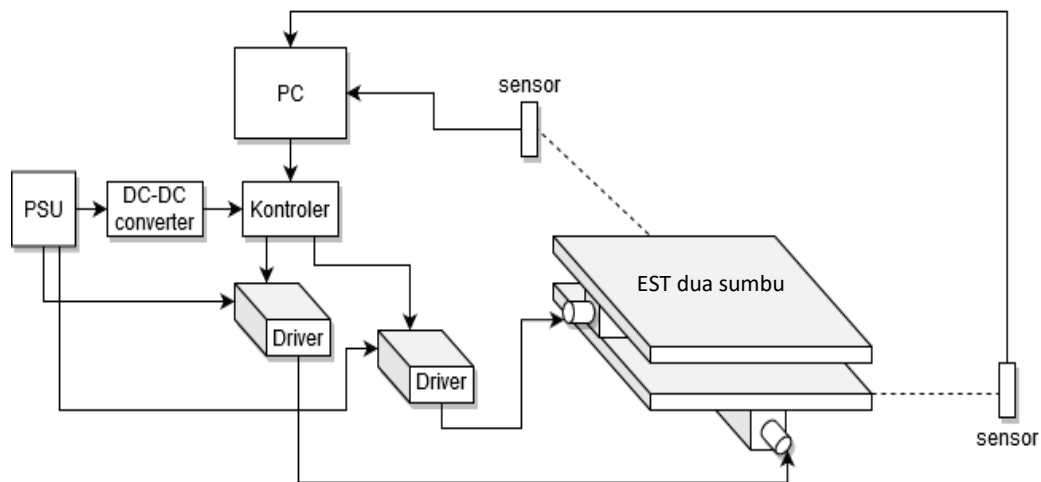 PC
sensor
PSU
DC-DC
converter
Kontroler
EST dua sumbu
Driver
Driver
sensor